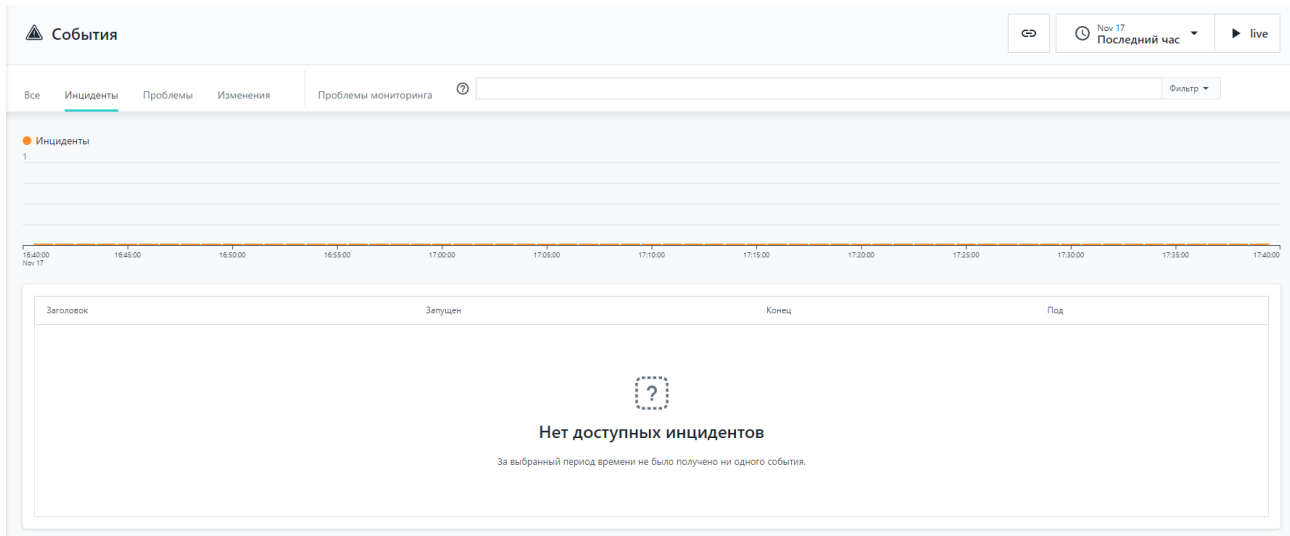 События
Nov 17
Последний час
live
Все Инциденты Проблемы Изменения Проблемы мониторинга Фильтр
Инциденты
1
16:40:00 16:45:00 16:50:00 16:55:00 17:00:00 17:05:00 17:10:00 17:15:00 17:20:00 17:25:00 17:30:00 17:35:00 17:40:00
Nov 17
Заголовок Запущен Конец Под
?
Нет доступных инцидентов
За выбранный период времени не было получено ни одного события.